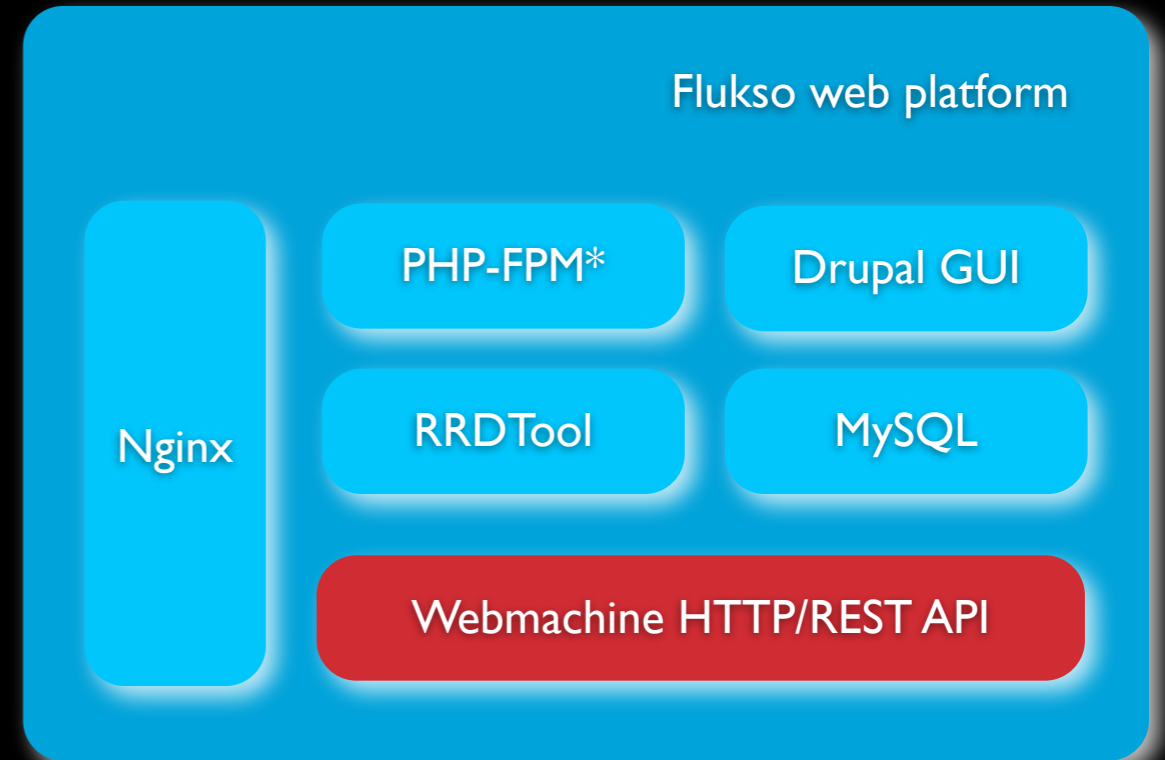 Flukso web platform
PHP-FPM*
Drupal GUI
RRDTool
MySQL
Nginx
Webmachine HTTP/REST API